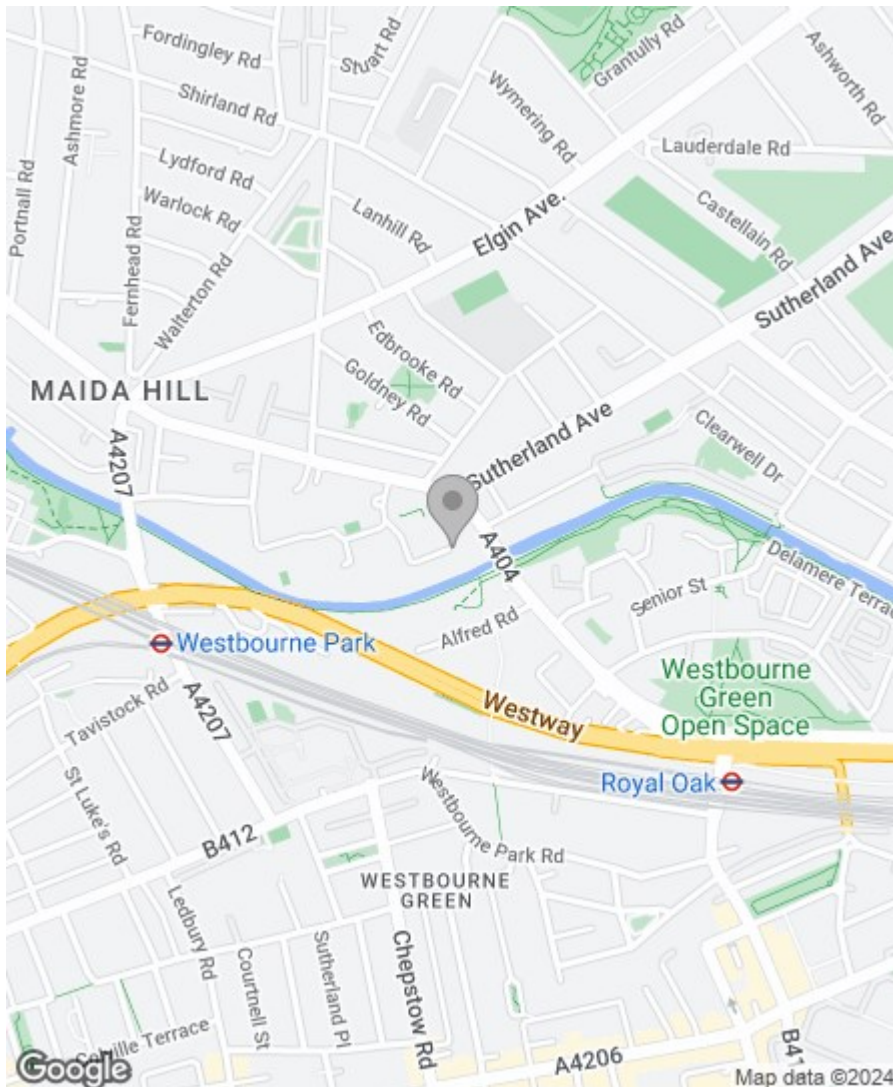 Fordingley Rd
Stuart Rd
Grantully Rd
Ashworth Rd
Ashmore Rd
Shirland Rd
Wymering Rd
Lauderdale Rd
Portnall Rd
Lydford Rd
Warlock Rd
Lanhill Rd
Elgin Ave.
Castellain Rd
Fernhead Rd
Walterton Rd
Sutherland Ave
Edbrooke Rd
Goldney Rd
MAIDA HILL
Sutherland Ave
Clearwell Dr
A4207
A404
Delamere Terrace
Senior St
Alfred Rd
Westbourne Park
Westbourne
Green
Open Space
Tavistock Rd
A4207
Westway
Royal Oak
St Luke's Rd
B412
Westbourne Park Rd
WESTBOURNE
GREEN
Ledbury Rd
Courtnell St
Sutherland Pl
Chepstow Rd
Colville Terrace
A4206
B41
Google
Map data ©2024